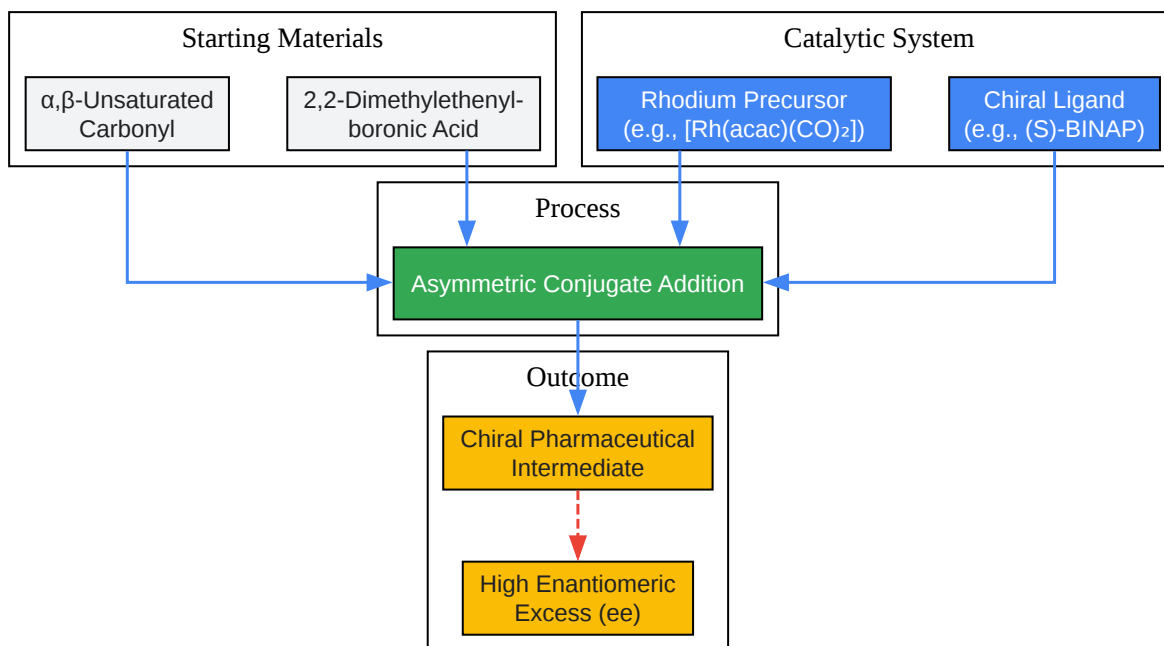 Starting Materials
α,β-Unsaturated
Carbonyl
2,2-Dimethylethenyl-
boronic Acid
Catalytic System
Rhodium Precursor
(e.g., [Rh(acac)(CO)₂])
Chiral Ligand
(e.g., (S)-BINAP)
Process
Asymmetric Conjugate Addition
Outcome
Chiral Pharmaceutical
Intermediate
High Enantiomeric
Excess (ee)